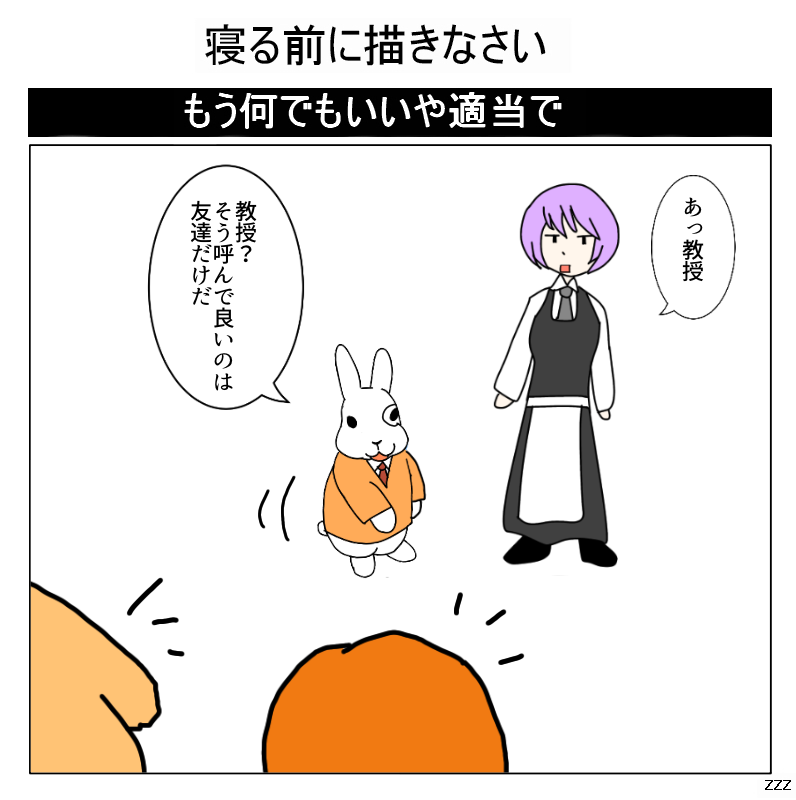 寝る前に描きなさい
もう何でもいいや適当で
あっ教授
教授？
そう呼んで良いのは
友達だけだ
zzz